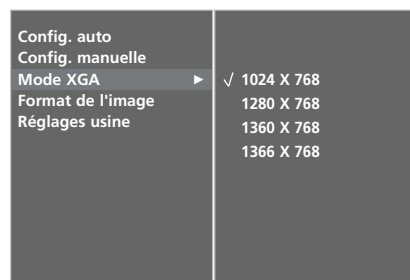 Config. auto
Config. manuelle
Mode XGA ►
Format de l'image
Réglages usine
√ 1024 X 768
1280 X 768
1360 X 768
1366 X 768